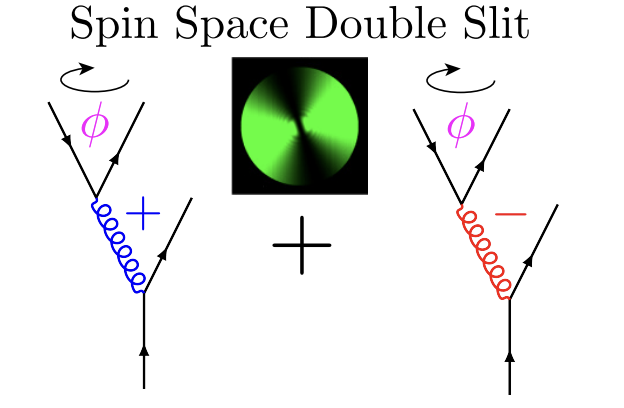 Spin Space Double Slit
ϕ
ϕ
+
−
+